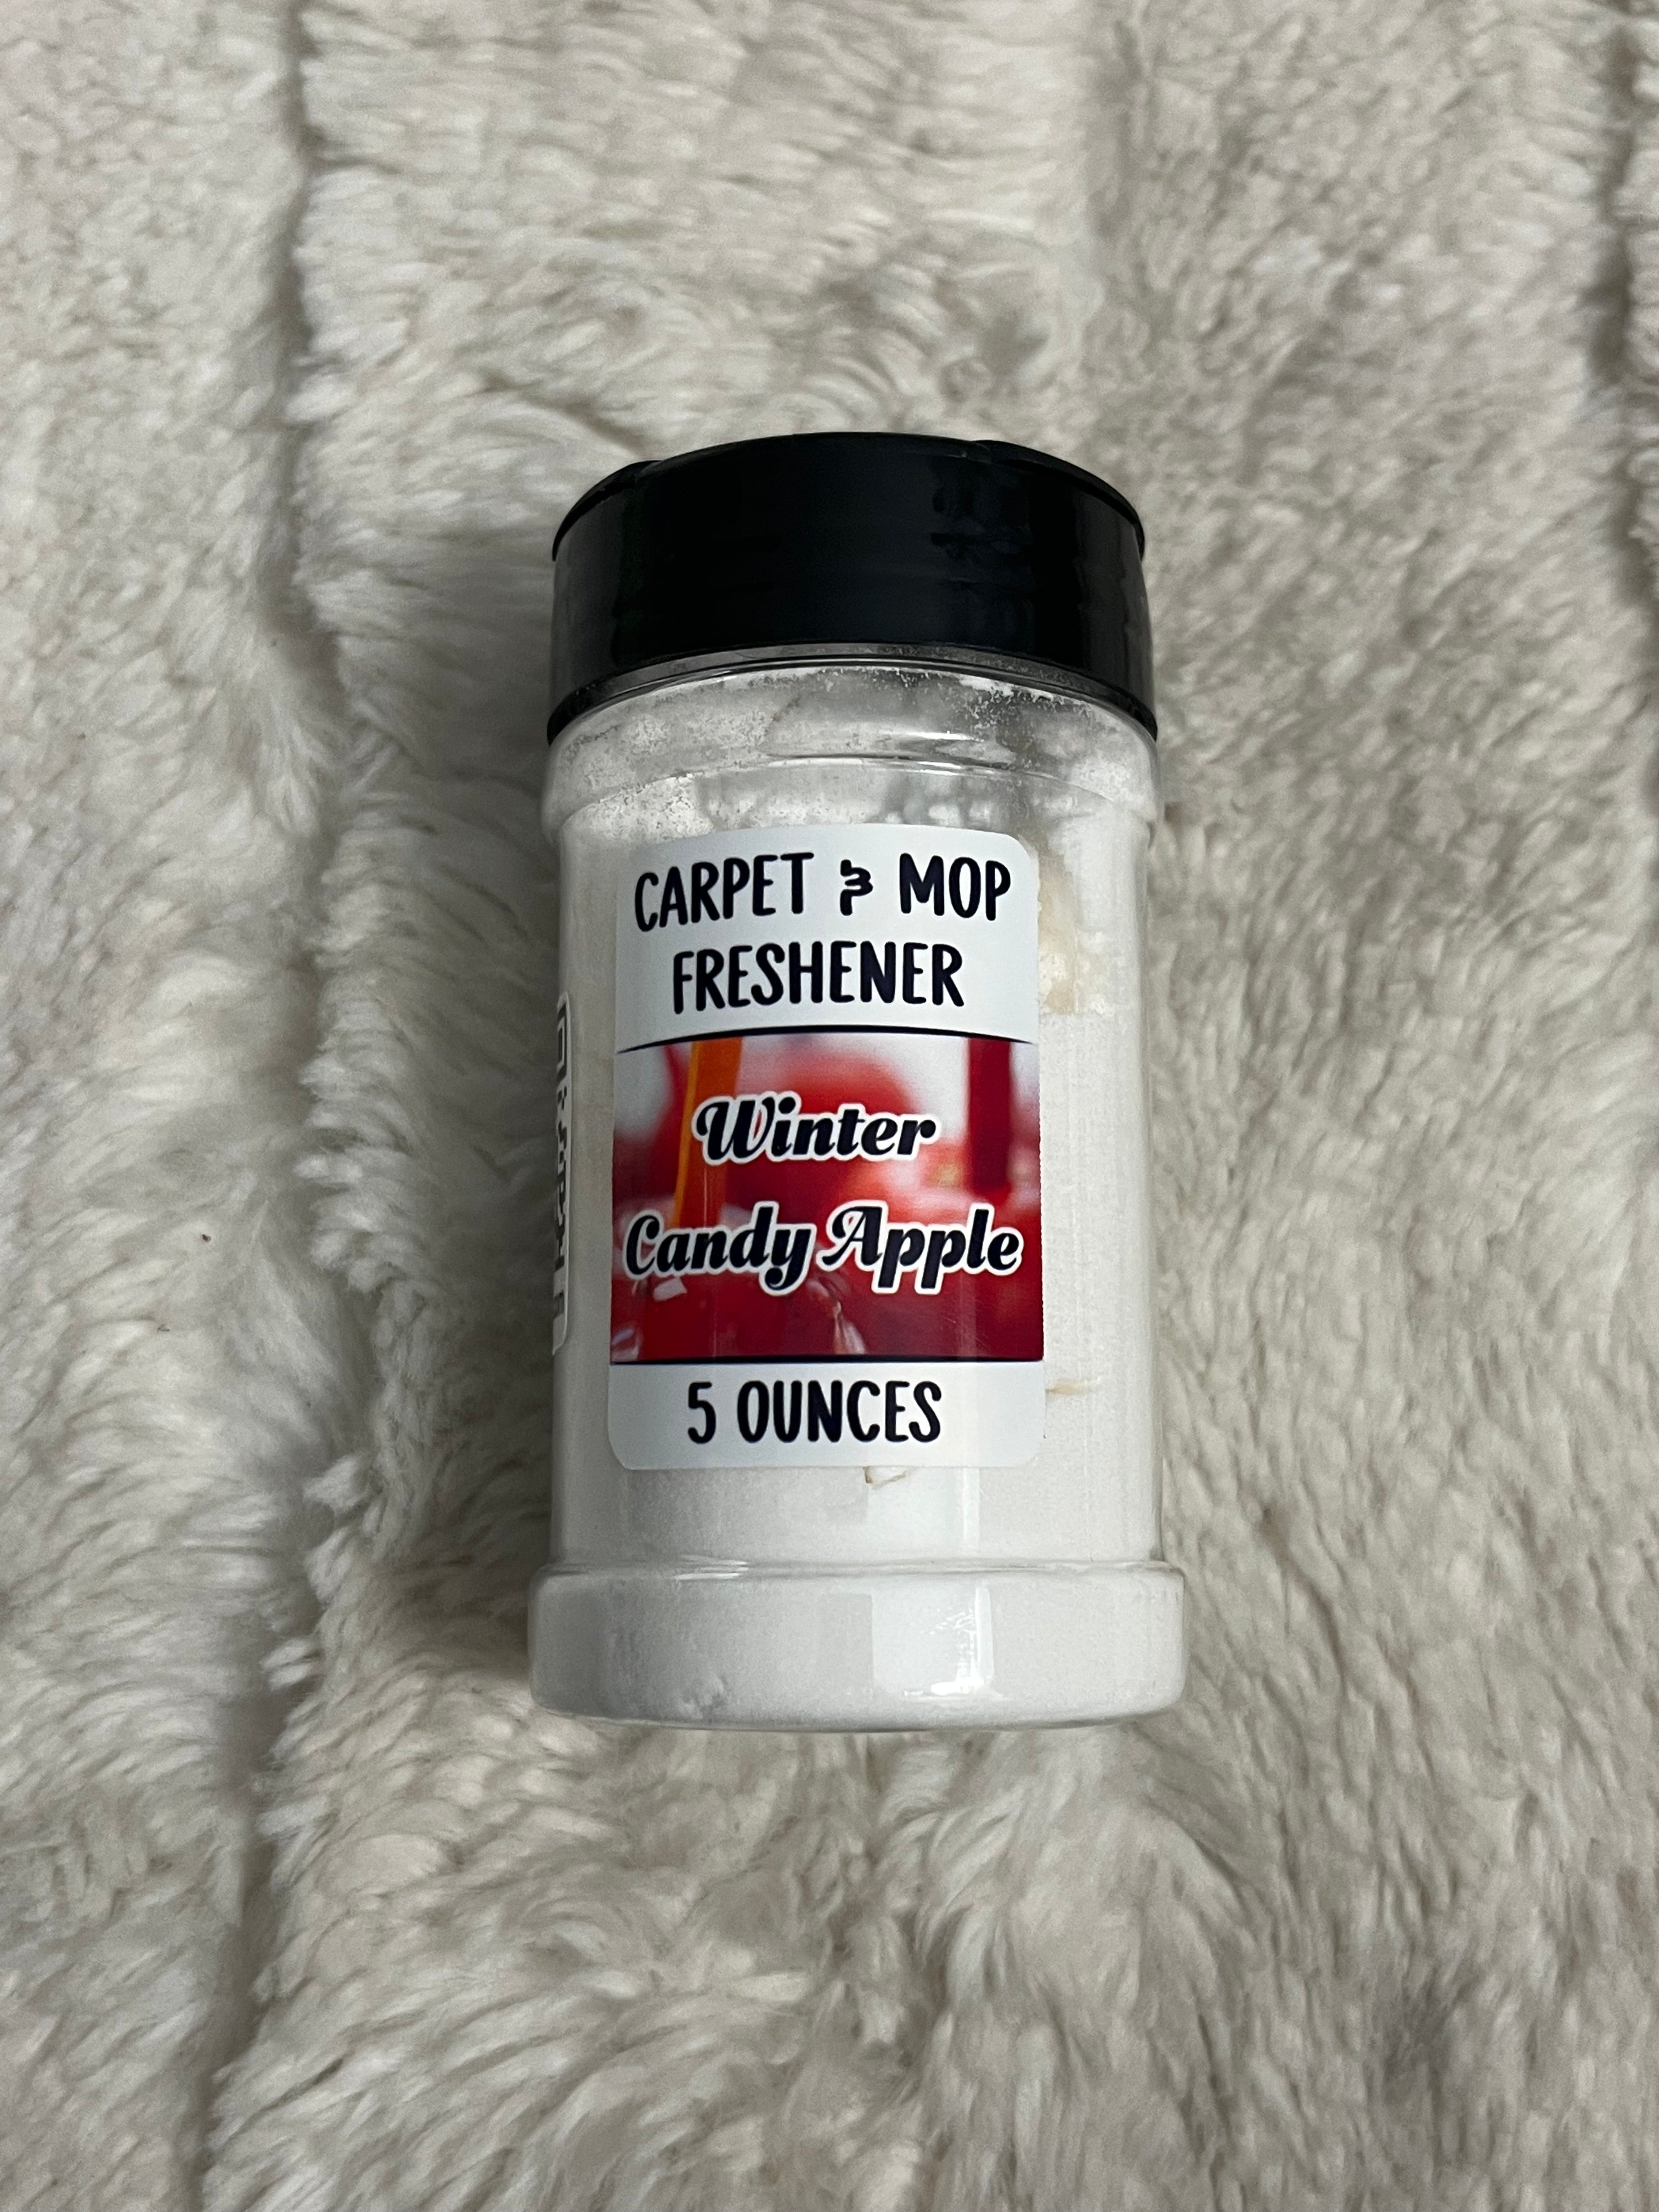 CARPET & MOP
FRESHENER
Winter
Candy Apple
5 OUNCES